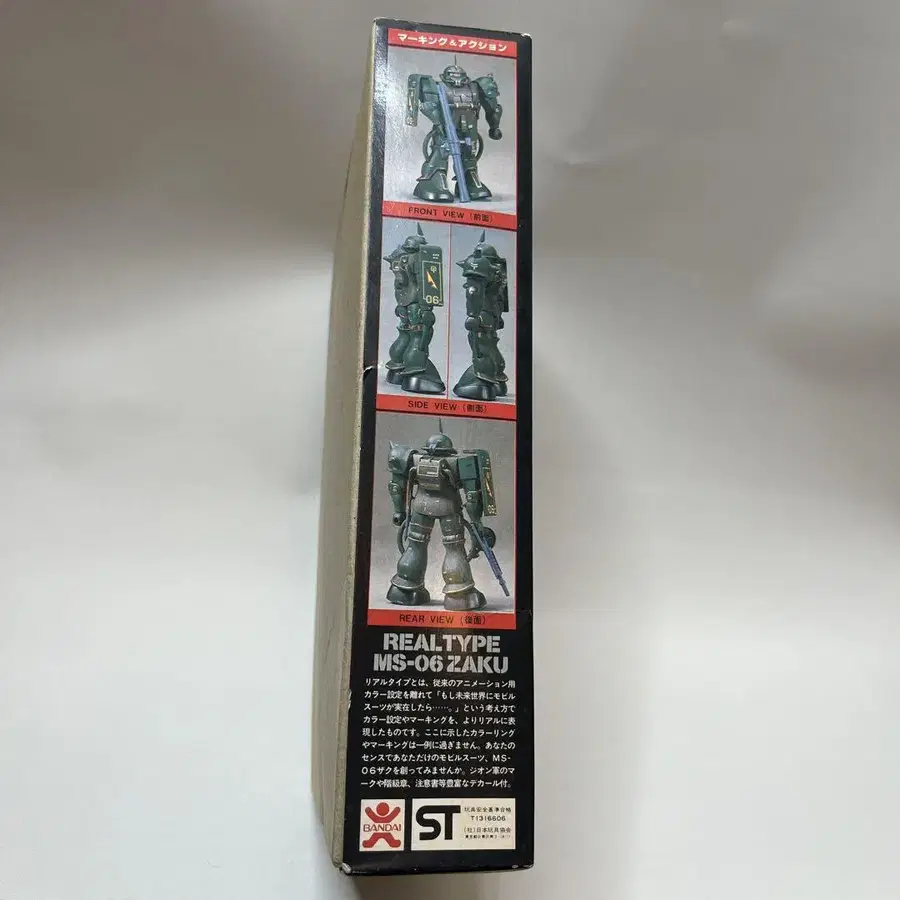 マーキング&アクション
FRONT VIEW (前面)
06
SIDE VIEW (側面)
REAR VIEW (後面)
REALTYPE
MS-06 ZAKU
リアルタイプとは、従来のアニメーション用
カラー設定を離れて「もし未来世界にモビル
スーツが実在したら……。」という考え方で
カラー設定やマーキングを、よりリアルに表
現したものです。ここに示したカラーリング
やマーキングは一例に過ぎません。あなたの
センスであなただけのモビルスーツ、MS-
06ザクを創ってみませんか。ジオン軍のマ
ークや階級章、注意書等豊富なデカール付。
BANDAI
ST
玩具安全基準合格
T1316606
(社)日本玩具協会